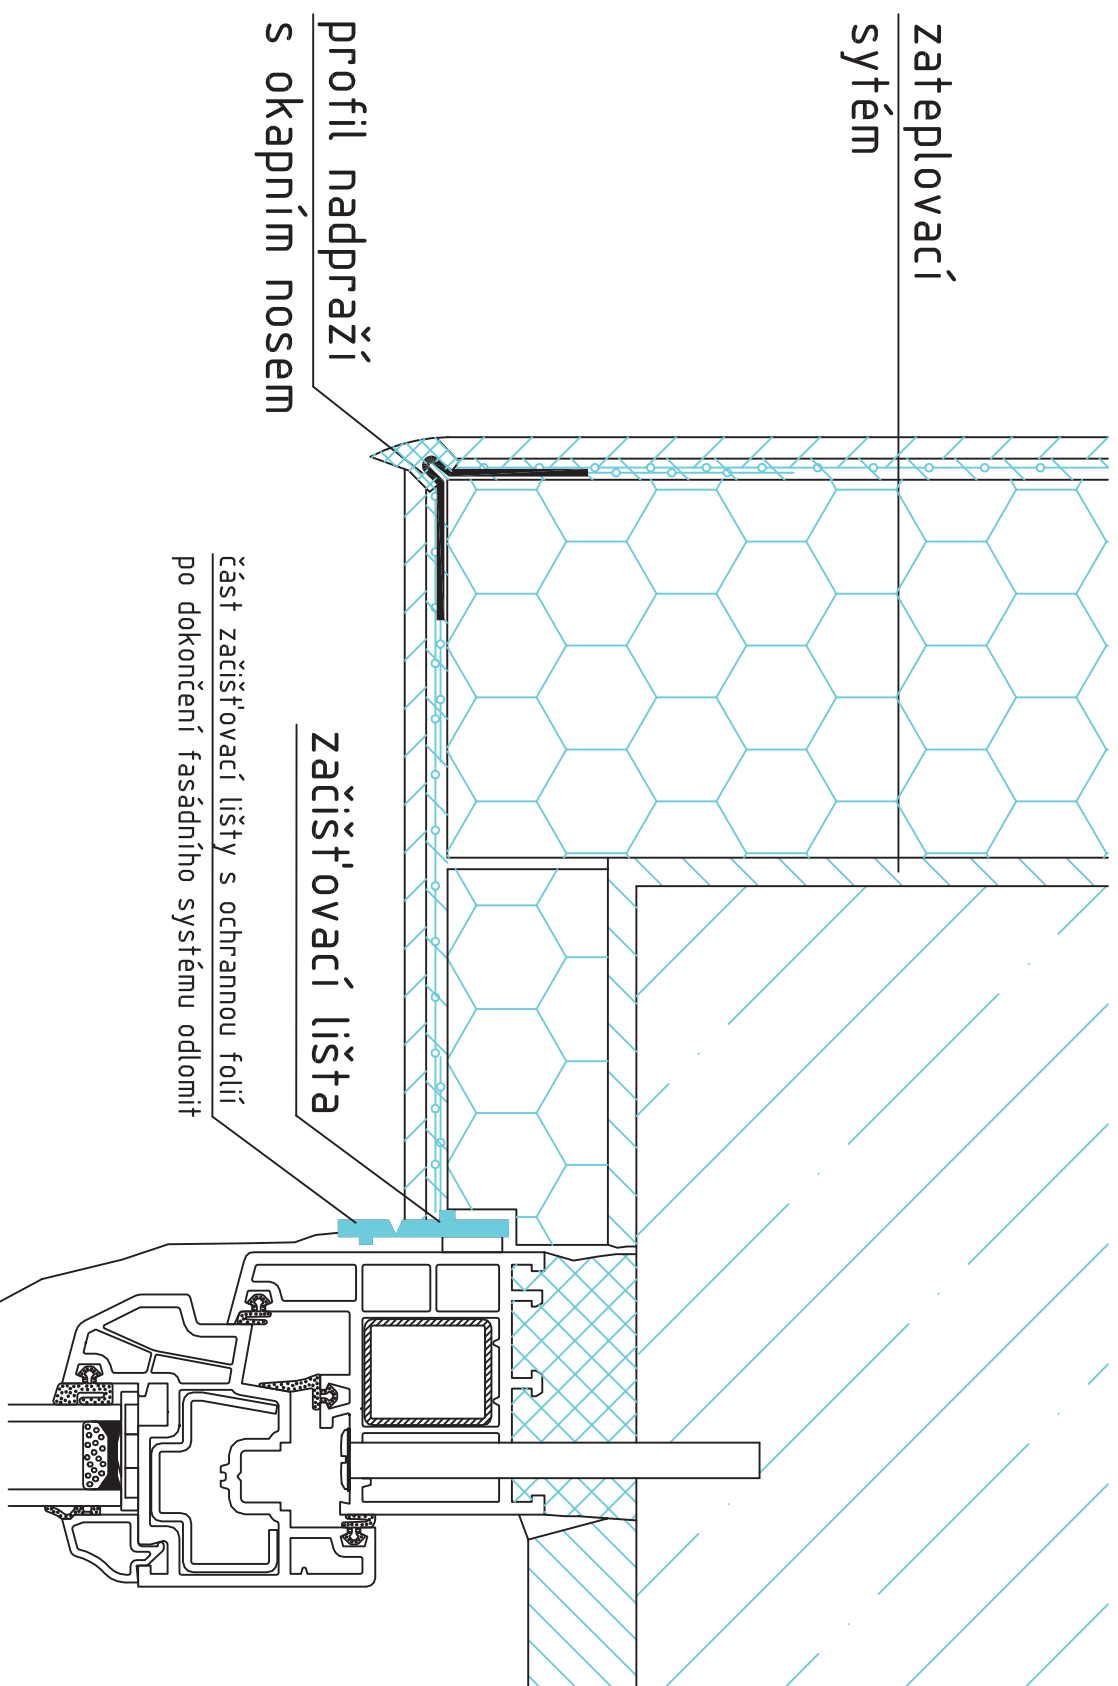 zateplovací
sytém
profil nadpraží
s okapním nosem
začišťovací lišta
část začišťovací lišty s ochrannou folií
po dokončení fasádního systému odlomit